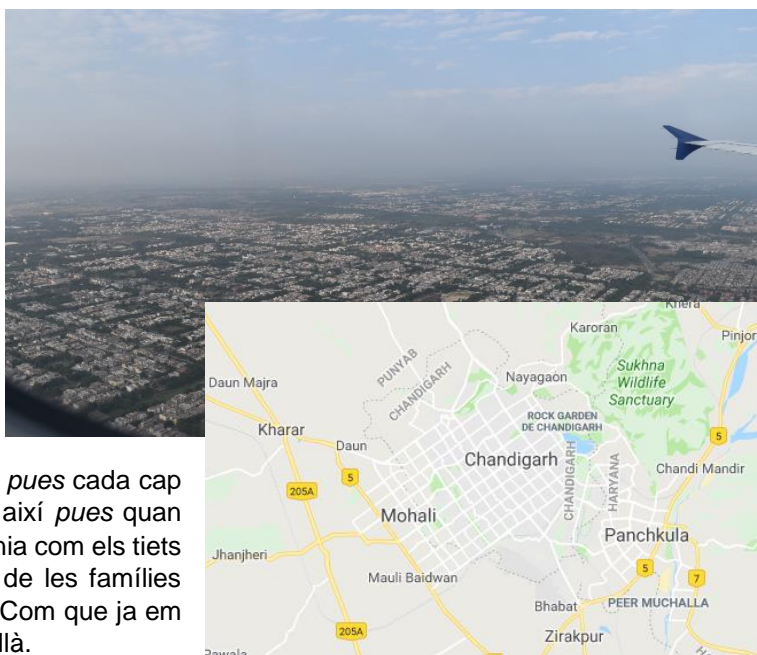 Khera
Karoran
Pinjor
PUNYAB
CHANDIGARH
Sukhna
Wildlife
Sanctuary
Daun Majra
Nayagaon
ROCK GARDEN
DE CHANDIGARH
Kharar
5
Daun
Chandigarh
CHANDIGARH
HARYANA
Chandi Mandir
5
205A
Mohali
Panchkula
Jhanjheri
5
7
Mauli Baidwan
Bhabat
PEER MUCHALLA
205A
Zirakpur
pues cada cap
així pues quan
nia com els tiets
de les famílies
Com que ja em
llà.